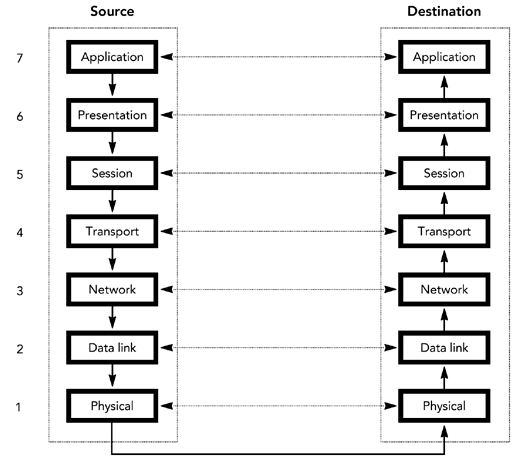 Source Destination
7 Application Application
6 Presentation Presentation
5 Session Session
4 Transport Transport
3 Network Network
2 Data link Data link
1 Physical Physical